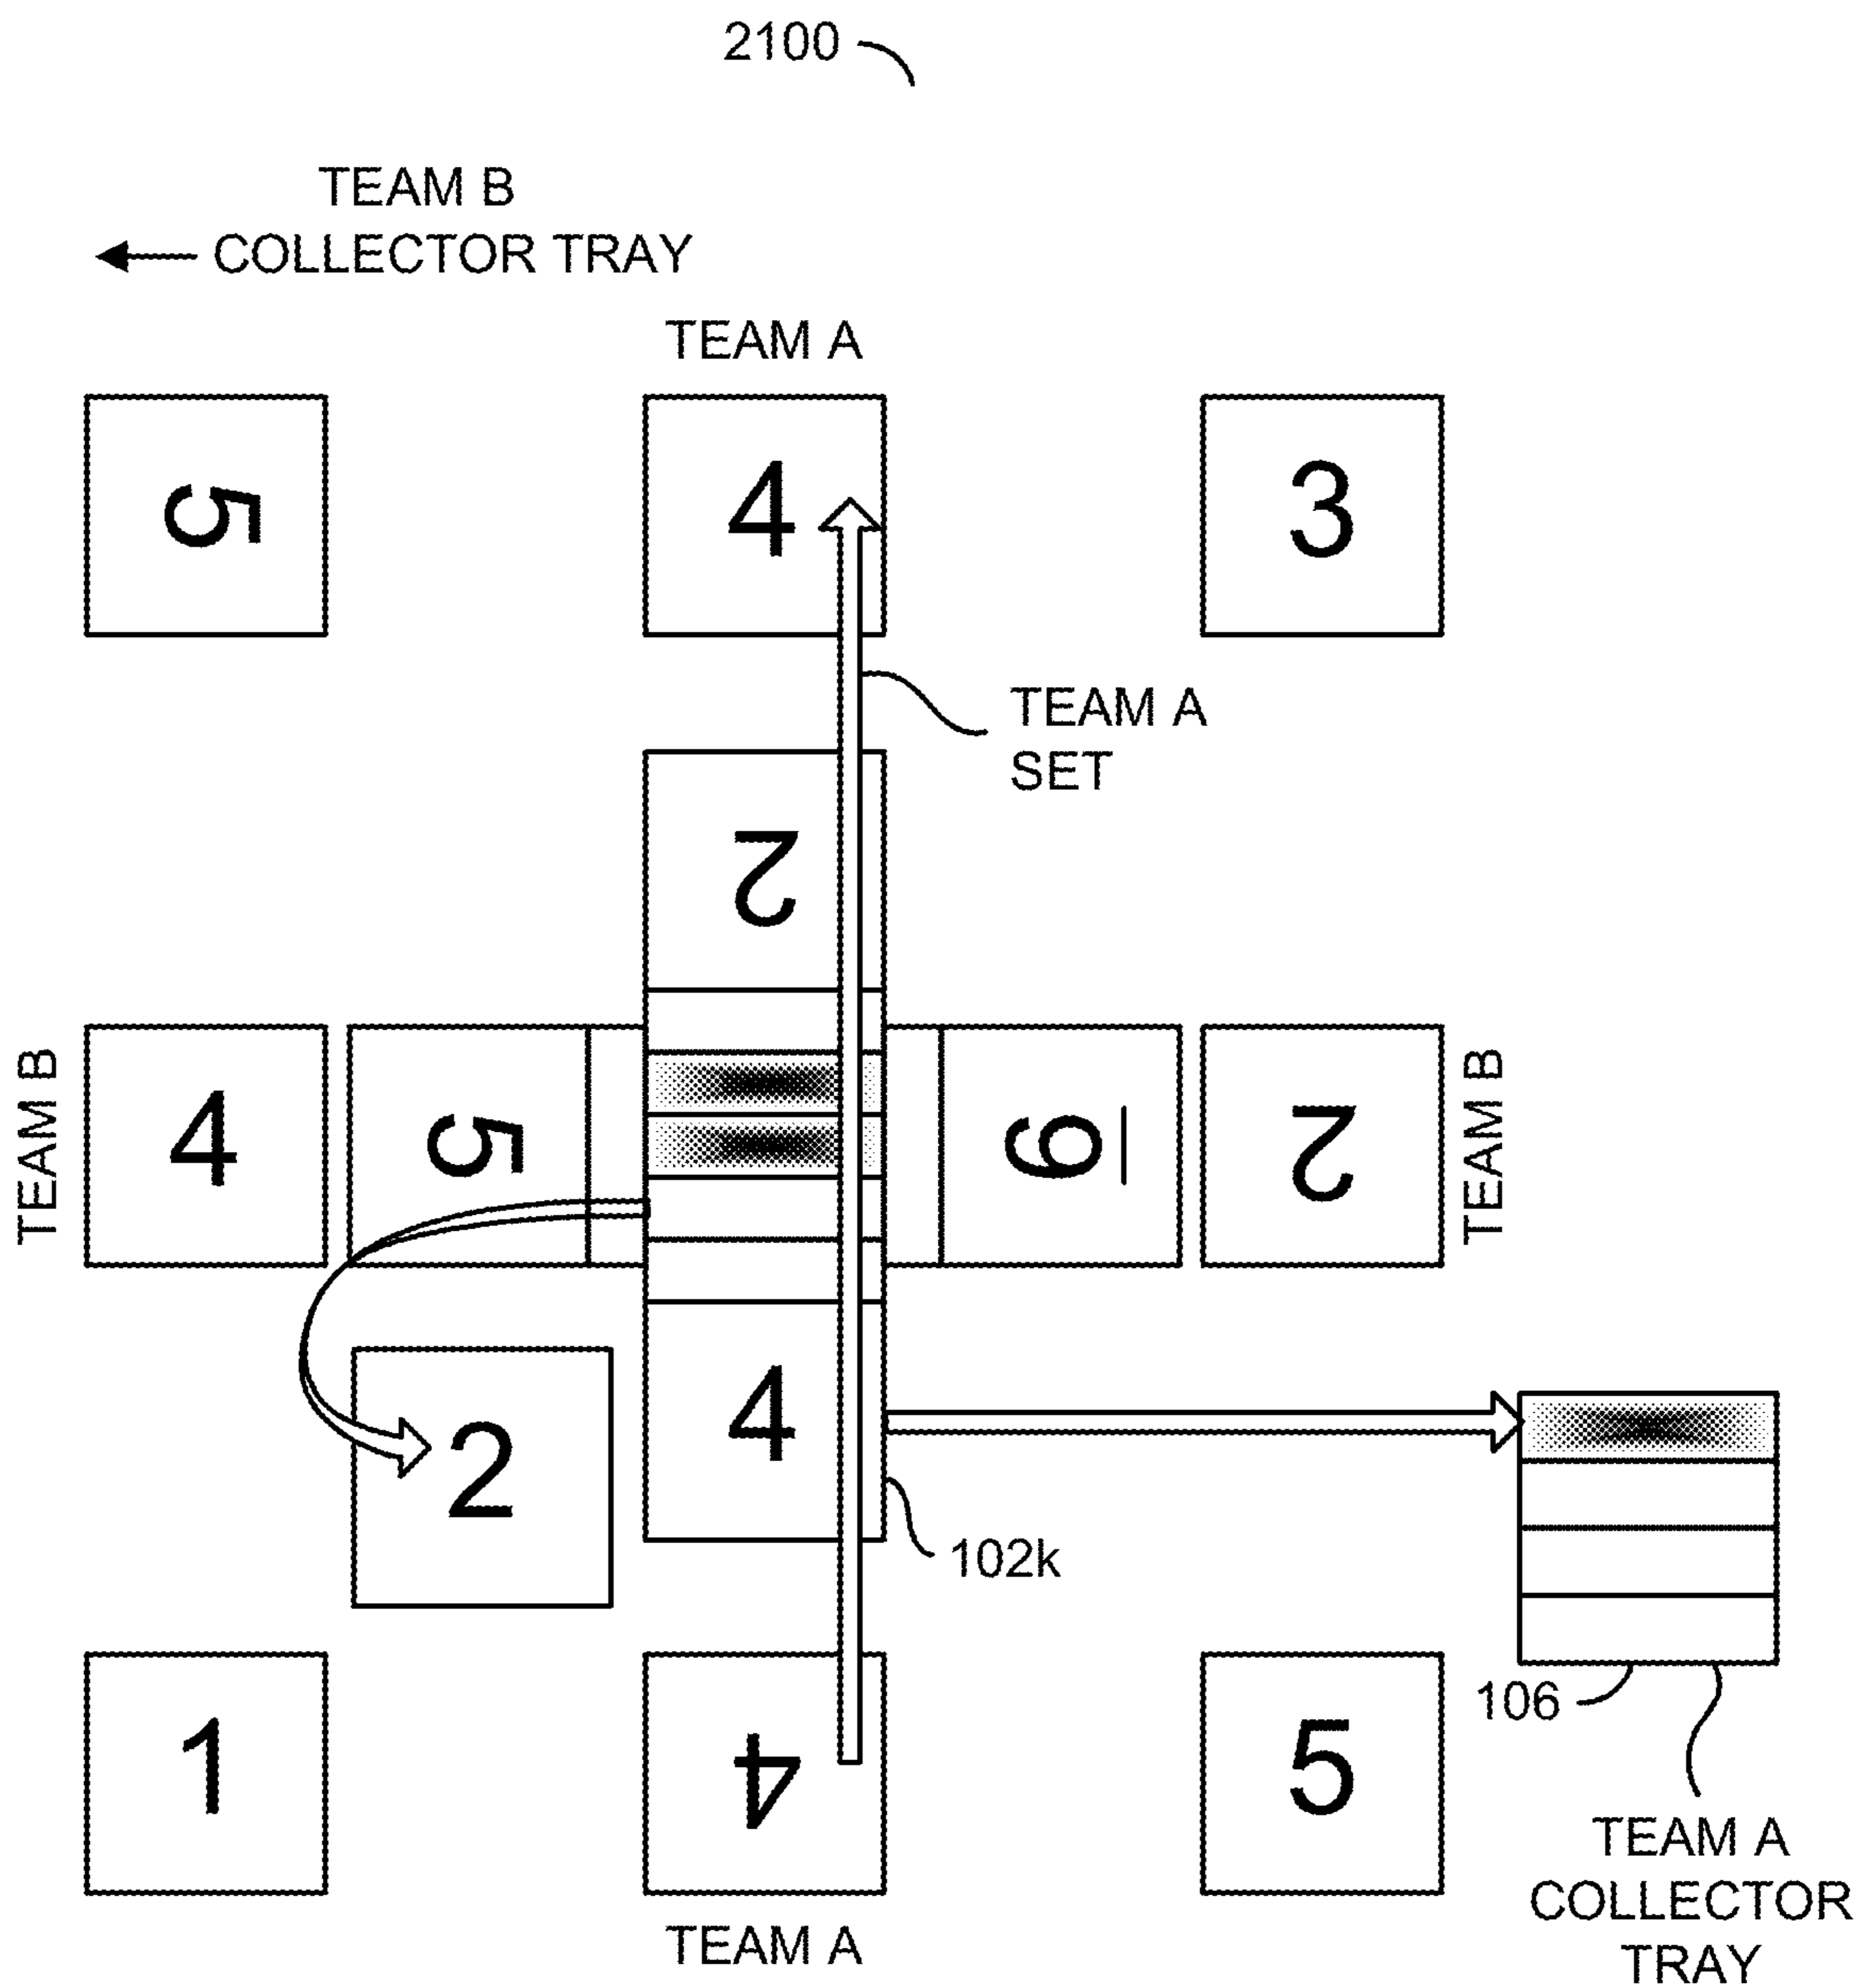 2100
TEAM B
COLLECTOR TRAY
TEAM A
5
4
3
TEAM A
SET
2
TEAM B
4
5
9
2
TEAM B
2
4
102k
106
1
4
5
TEAM A
COLLECTOR
TRAY
TEAM A